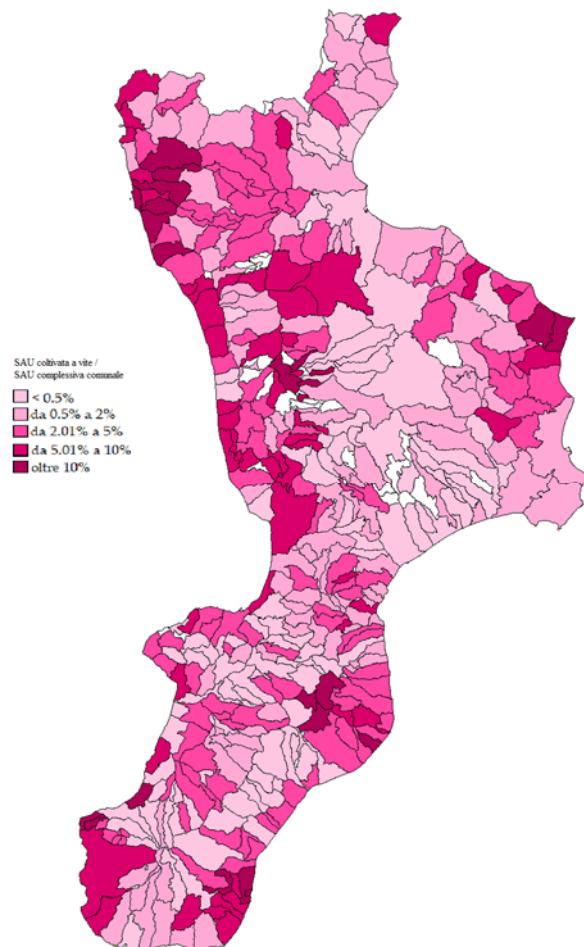 SAU coltivata a vite /
SAU complessiva comunale
< 0.5%
da 0.5% a 2%
da 2.01% a 5%
da 5.01% a 10%
oltre 10%